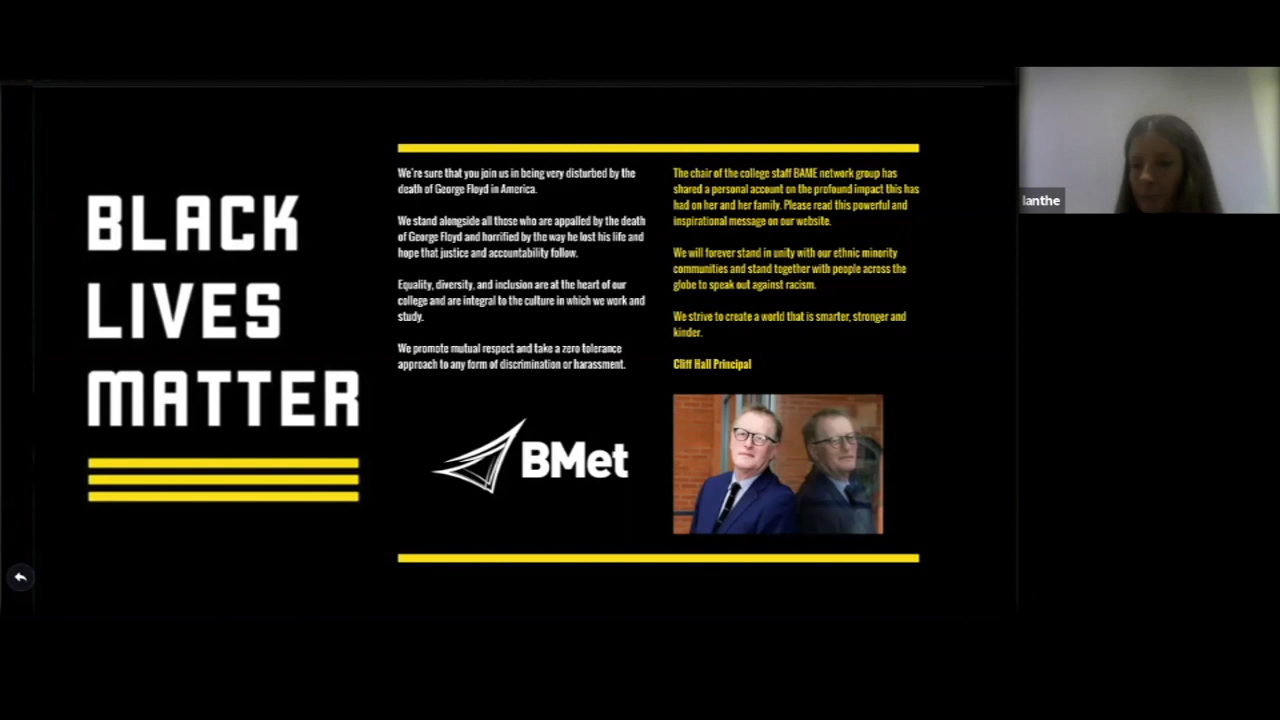 BLACK
LIVES
MATTER
We're sure that you join us in being very disturbed by the
death of George Floyd in America.
We stand alongside all those who are appalled by the death
of George Floyd and horrified by the way he lost his life and
hope that justice and accountability follow.
Equality, diversity, and inclusion are at the heart of our
college and are integral to the culture in which we work and
study.
We promote mutual respect and take a zero tolerance
approach to any form of discrimination or harassment.
BMet
The chair of the college staff BAME network group has
shared a personal account on the profound impact this has
had on her and her family. Please read this powerful and
inspirational message on our website.
We will forever stand in unity with our ethnic minority
communities and stand together with people across the
globe to speak out against racism.
We strive to create a world that is smarter, stronger and
kinder.
Cliff Hall Principal
Ianthe